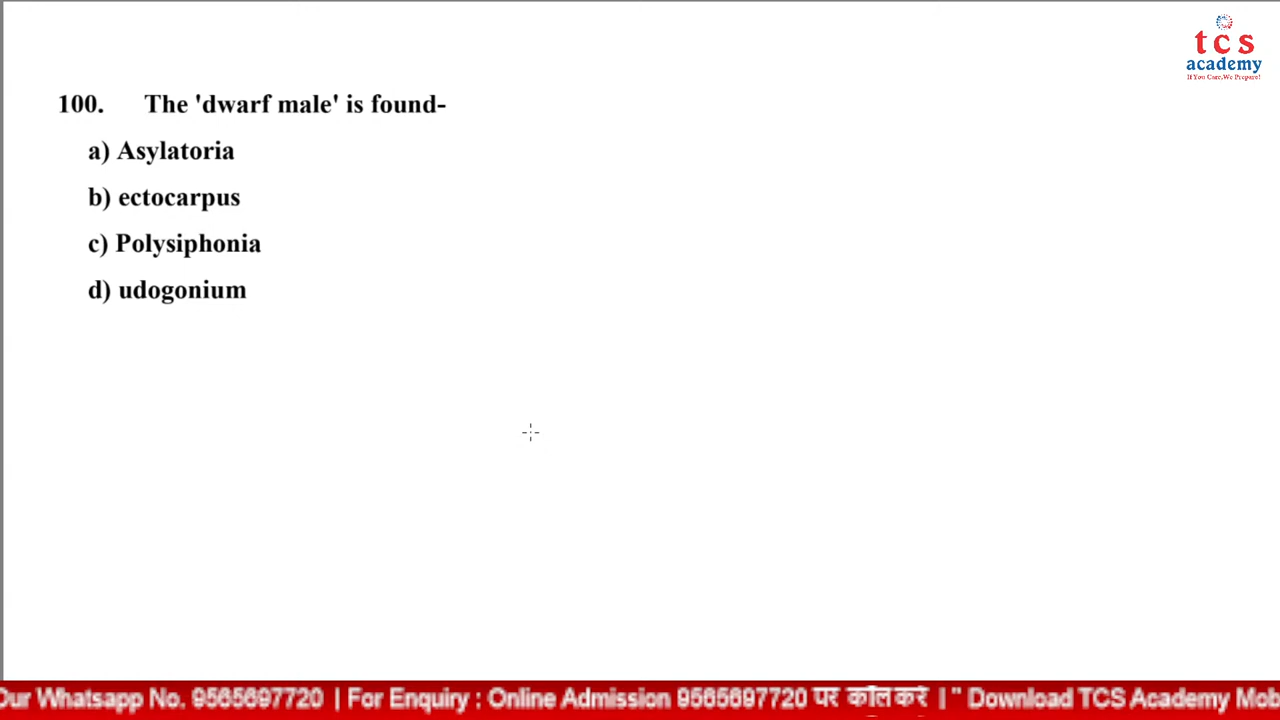 tcs
academy
If You Care, We Prepare!
100. The 'dwarf male' is found-
a) Asylatoria
b) ectocarpus
c) Polysiphonia
d) udogonium
Our Whatsapp No. 9565697720 | For Enquiry : Online Admission 9565697720 पर कॉल करे | " Download TCS Academy Mob